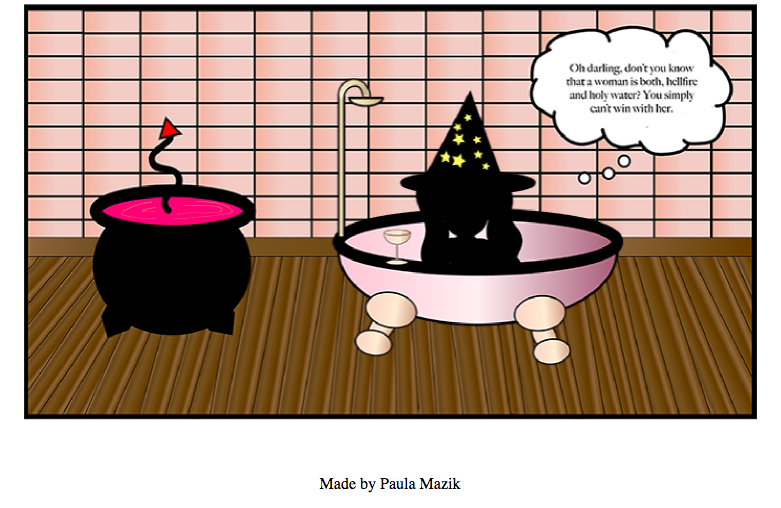 Oh darling, don't you know
that a woman is both, hellfire
and holy water? You simply
can't win with her.
Made by Paula Mazik